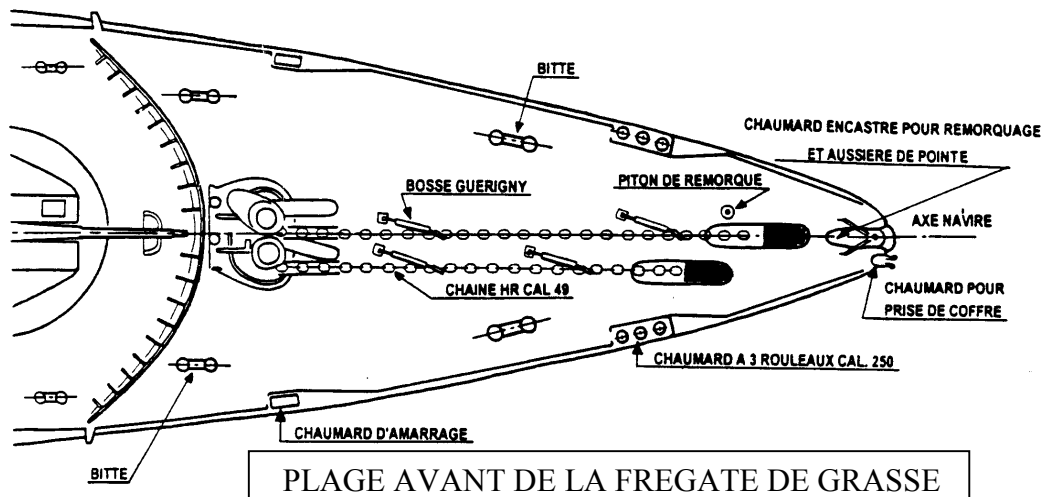 BITTE
CHAUMARD ENCASTRE POUR REMORQUAGE
ET AUSSIERE DE POINTE
BOSSE GUERIGNY
PITON DE REMORQUE
AXE NAVIRE
CHAINE HR CAL 49
CHAUMARD POUR
PRISE DE COFFRE
CHAUMARD A 3 ROULEAUX CAL. 250
CHAUMARD D'AMARRAGE
BITTE
PLAGE AVANT DE LA FREGATE DE GRASSE